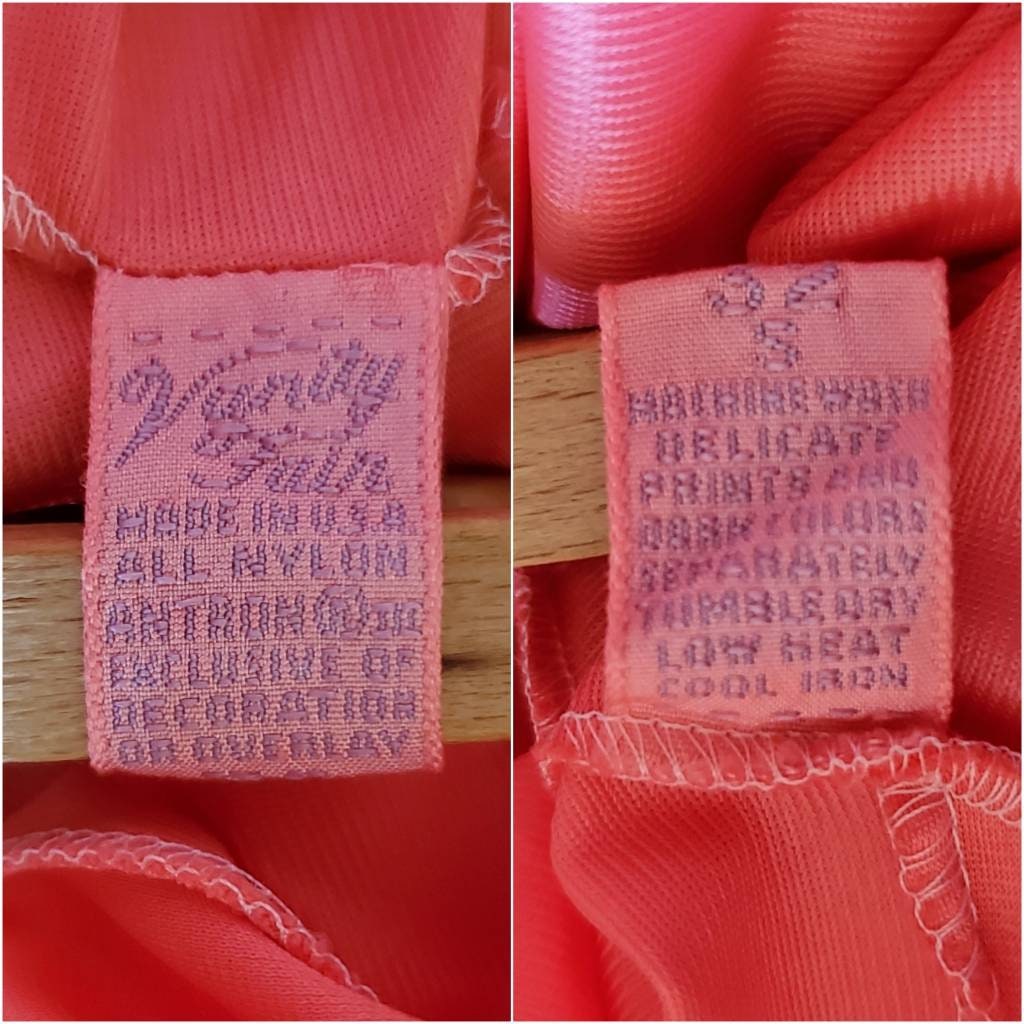 Vanity
Fair
MADE IN U.S.A.
ALL NYLON
ANTRON® III
EXCLUSIVE OF
DECORATION
OR OVERLAY
S
MACHINE WASH
DELICATE
PRINTS AND
DARK COLORS
SEPARATELY
TUMBLE DRY
LOW HEAT
COOL IRON